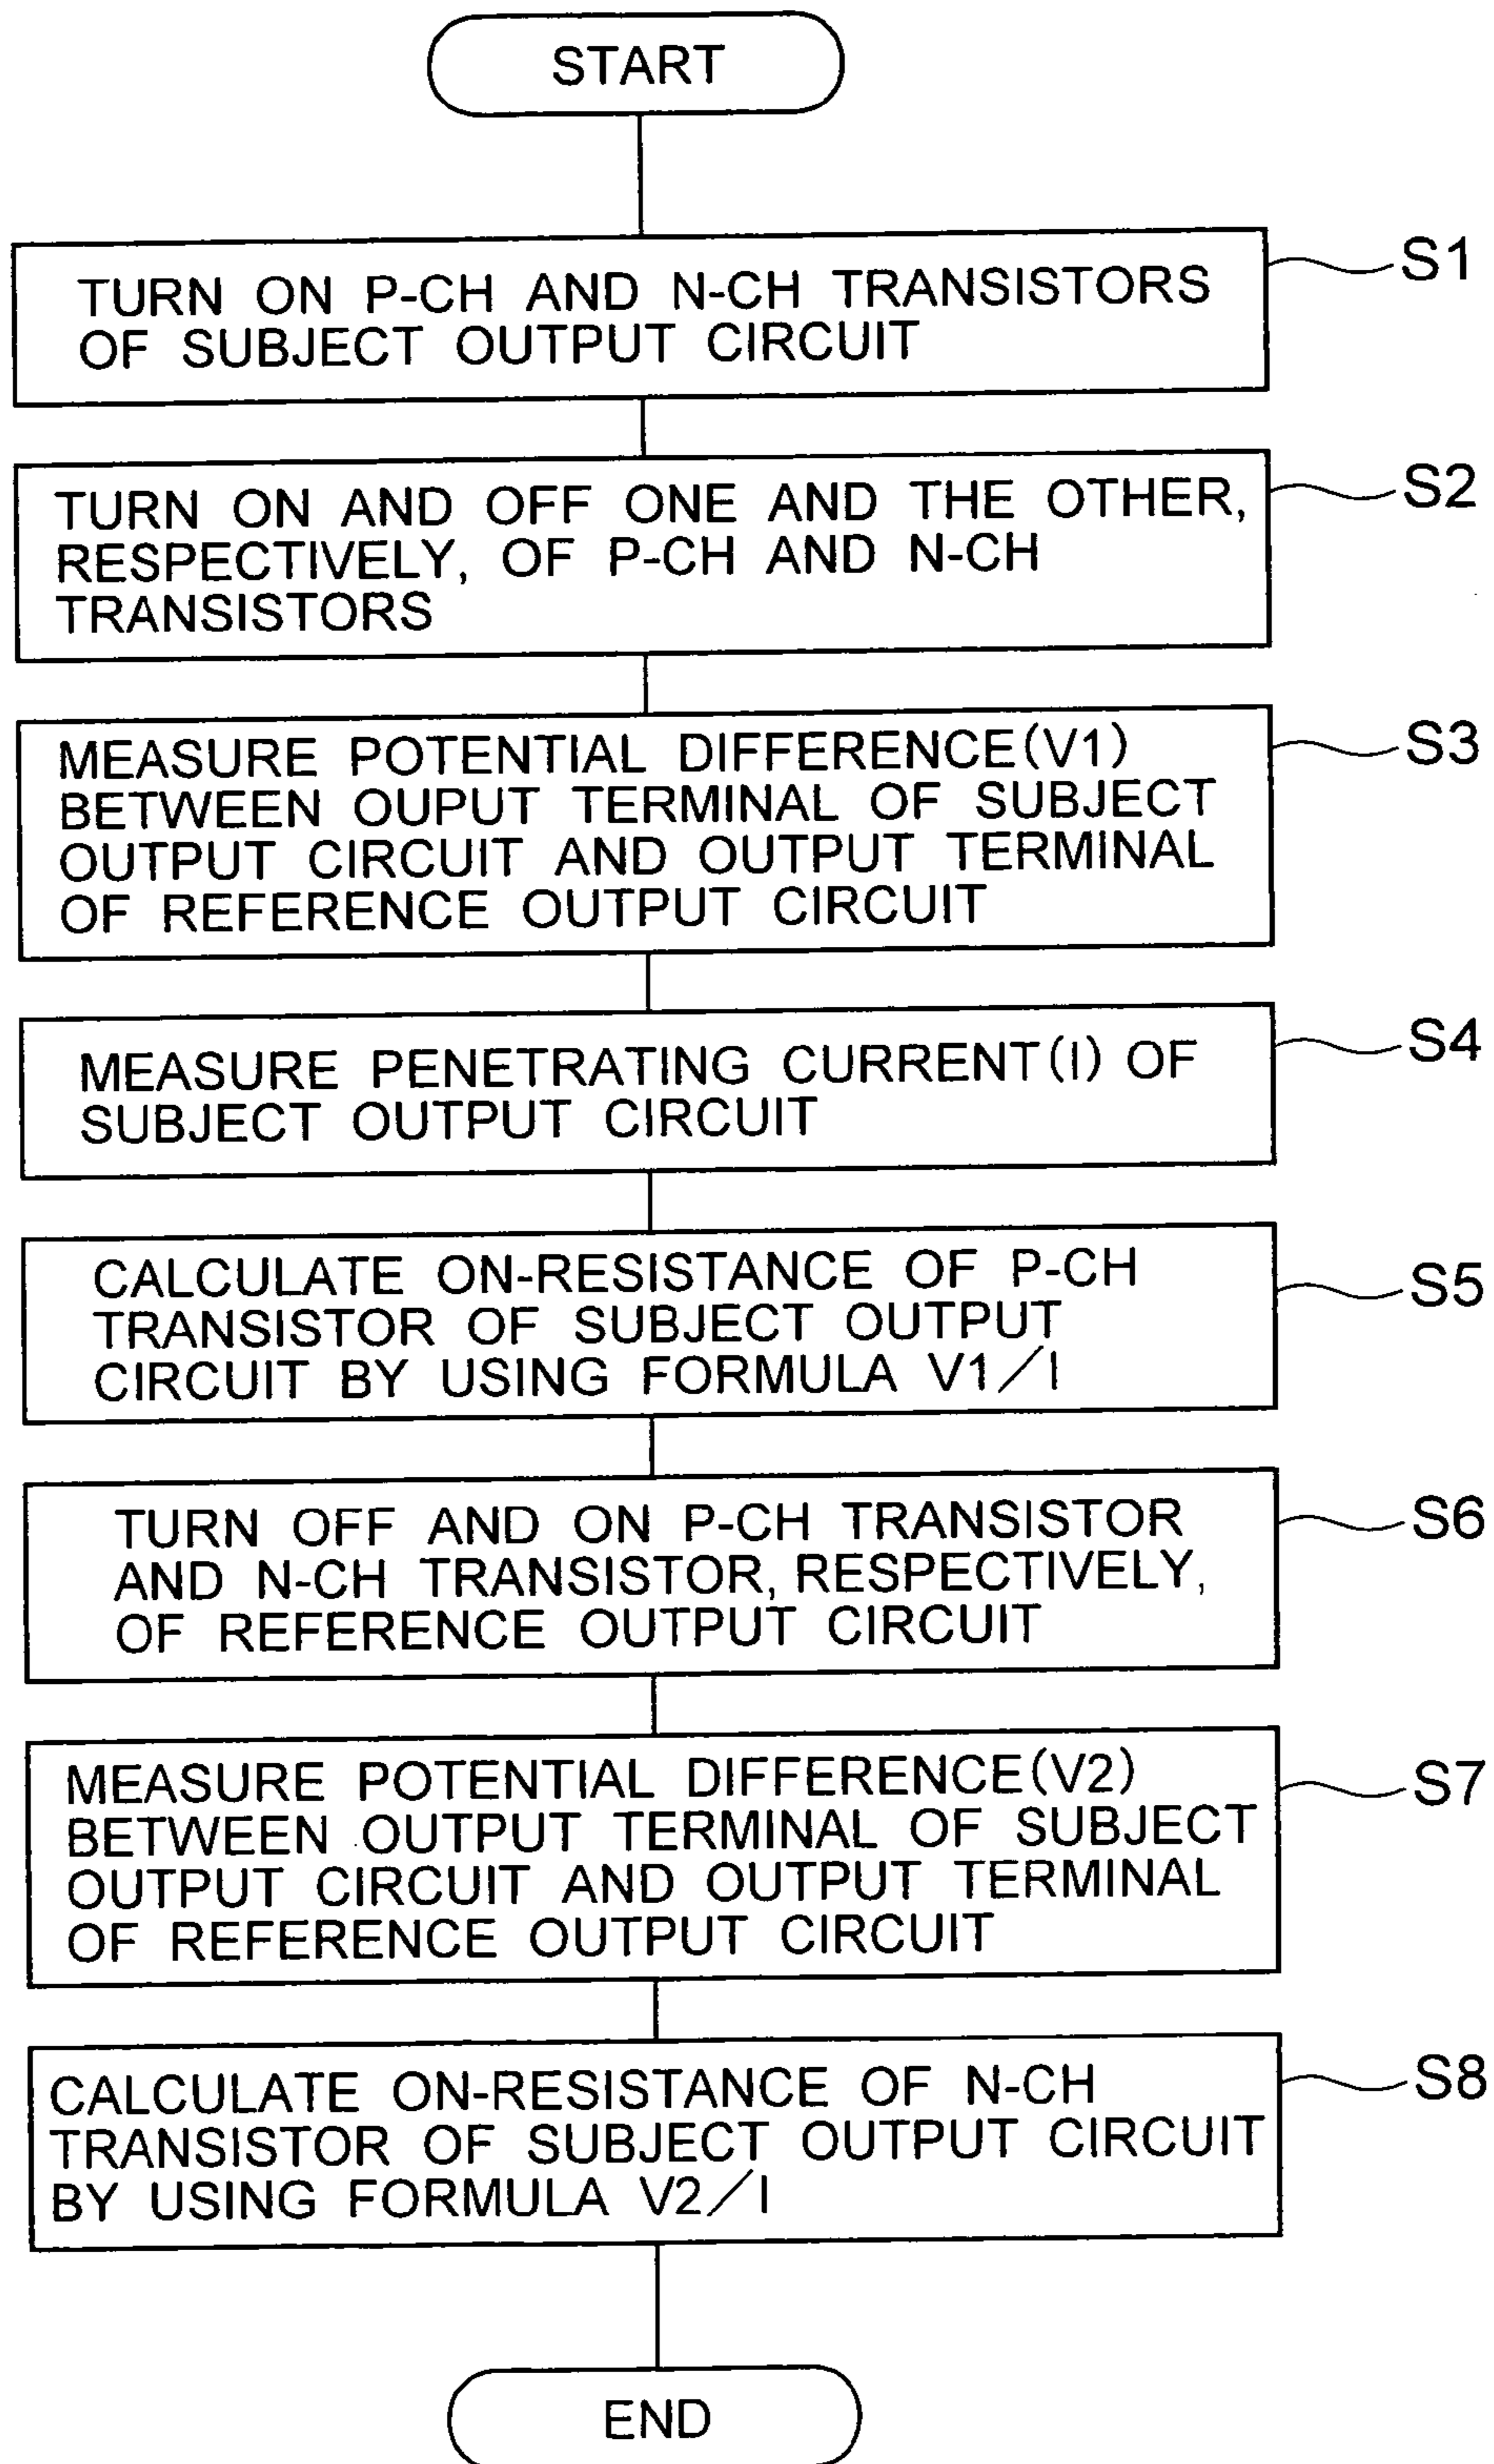 START
TURN ON P-CH AND N-CH TRANSISTORS
OF SUBJECT OUTPUT CIRCUIT
S1
TURN ON AND OFF ONE AND THE OTHER,
RESPECTIVELY, OF P-CH AND N-CH
TRANSISTORS
S2
MEASURE POTENTIAL DIFFERENCE(V1)
BETWEEN OUPUT TERMINAL OF SUBJECT
OUTPUT CIRCUIT AND OUTPUT TERMINAL
OF REFERENCE OUTPUT CIRCUIT
S3
MEASURE PENETRATING CURRENT(I) OF
SUBJECT OUTPUT CIRCUIT
S4
CALCULATE ON-RESISTANCE OF P-CH
TRANSISTOR OF SUBJECT OUTPUT
CIRCUIT BY USING FORMULA V1/I
S5
TURN OFF AND ON P-CH TRANSISTOR
AND N-CH TRANSISTOR, RESPECTIVELY,
OF REFERENCE OUTPUT CIRCUIT
S6
MEASURE POTENTIAL DIFFERENCE(V2)
BETWEEN OUTPUT TERMINAL OF SUBJECT
OUTPUT CIRCUIT AND OUTPUT TERMINAL
OF REFERENCE OUTPUT CIRCUIT
S7
CALCULATE ON-RESISTANCE OF N-CH
TRANSISTOR OF SUBJECT OUTPUT CIRCUIT
BY USING FORMULA V2/I
S8
END